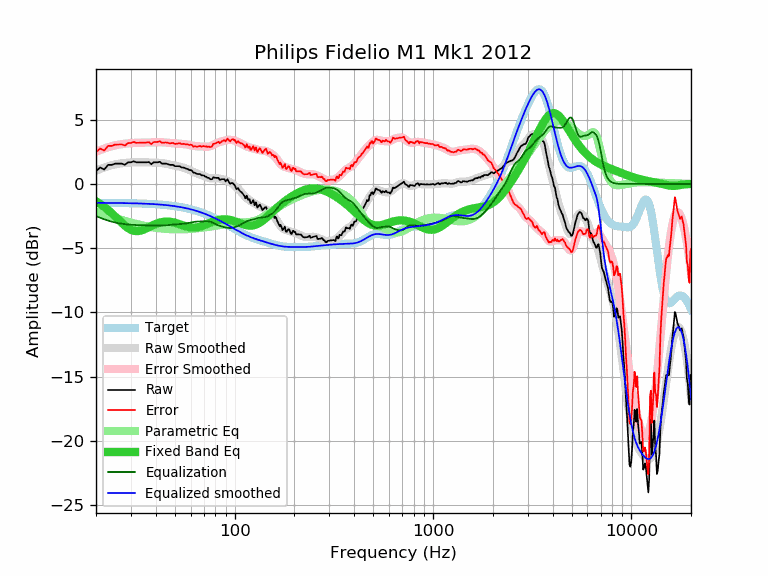 Philips Fidelio M1 Mk1 2012
Amplitude (dBr)
5
0
−5
−10
−15
−20
−25
Target
Raw Smoothed
Error Smoothed
Raw
Error
Parametric Eq
Fixed Band Eq
Equalization
Equalized smoothed
100
1000
10000
Frequency (Hz)